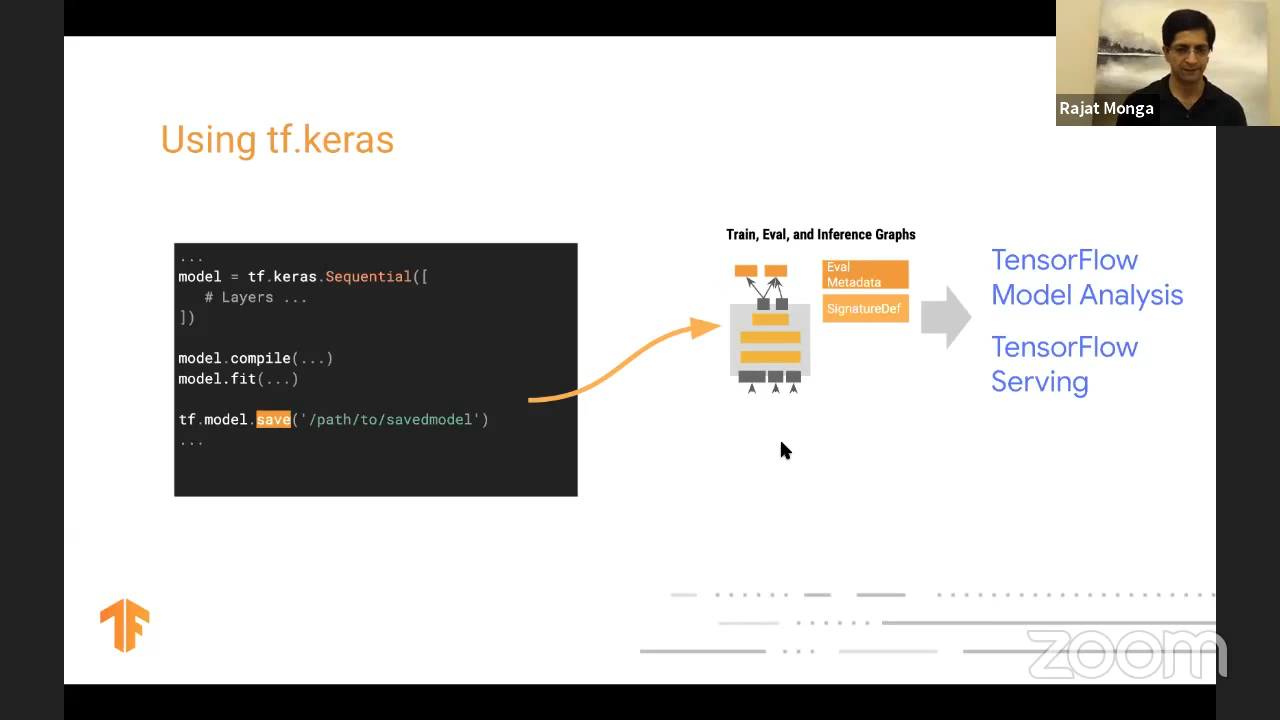 Rajat Monga
Using tf.keras
...
model = tf.keras.Sequential([
# Layers ...
])
model.compile(...)
model.fit(...)
tf.model.save('/path/to/savedmodel')
...
Train, Eval, and Inference Graphs
Eval
Metadata
SignatureDef
TensorFlow
Model Analysis
TensorFlow
Serving
zoom